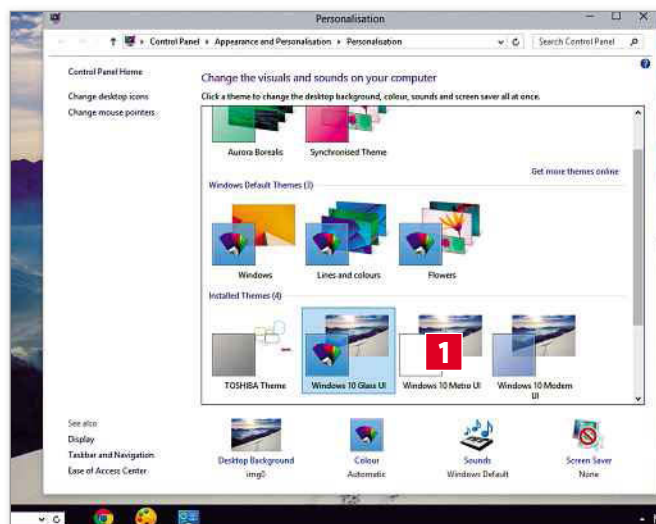 Personalisation
Control Panel Appearance and Personalisation Personalisation
Search Control Panel
Control Panel Home
Change desktop icons
Change mouse pointers
Change the visuals and sounds on your computer
Click a theme to change the desktop background, colour, sounds and screen saver all at once.
Aurora Borealis Synchronised Theme
Get more themes online
Windows Default Themes (3)
Windows Lines and colours Flowers
Installed Themes (4)
1
TOSHIBA Theme Windows 10 Glass UI Windows 10 Metro UI Windows 10 Modern
UI
See also
Display
Taskbar and Navigation
Ease of Access Center
Desktop Background Colour Sounds Screen Saver
img0 Automatic Windows Default None